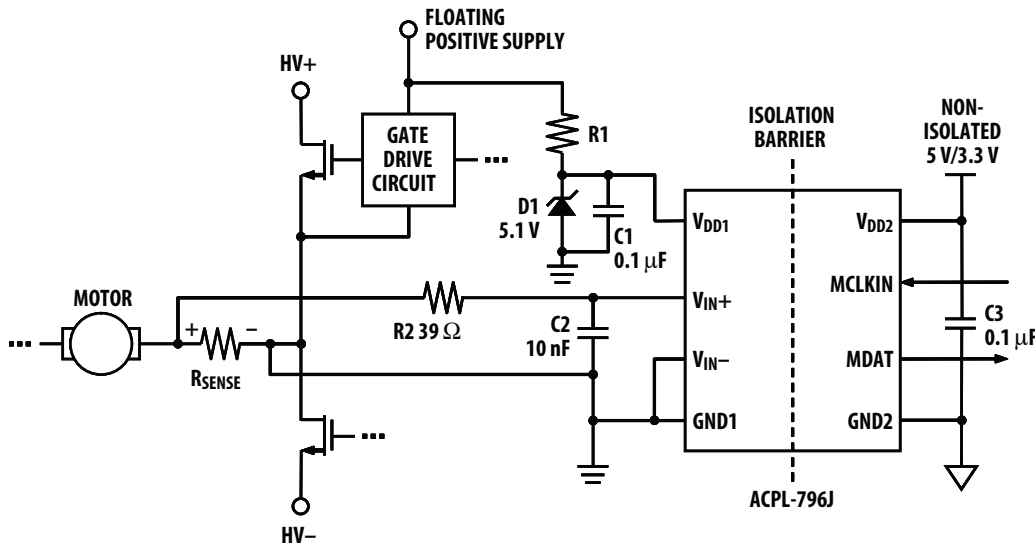 FLOATING
POSITIVE SUPPLY
HV+
GATE
DRIVE
CIRCUIT
R1
ISOLATION
BARRIER
NON-
ISOLATED
5 V/3.3 V
D1
5.1 V
C1
0.1 μF
VDD1
VDD2
MOTOR
+
−
RSENSE
R2 39 Ω
C2
10 nF
VIN+
MCLKIN
C3
0.1 μF
VIN−
MDAT
GND1
GND2
HV−
ACPL-796J